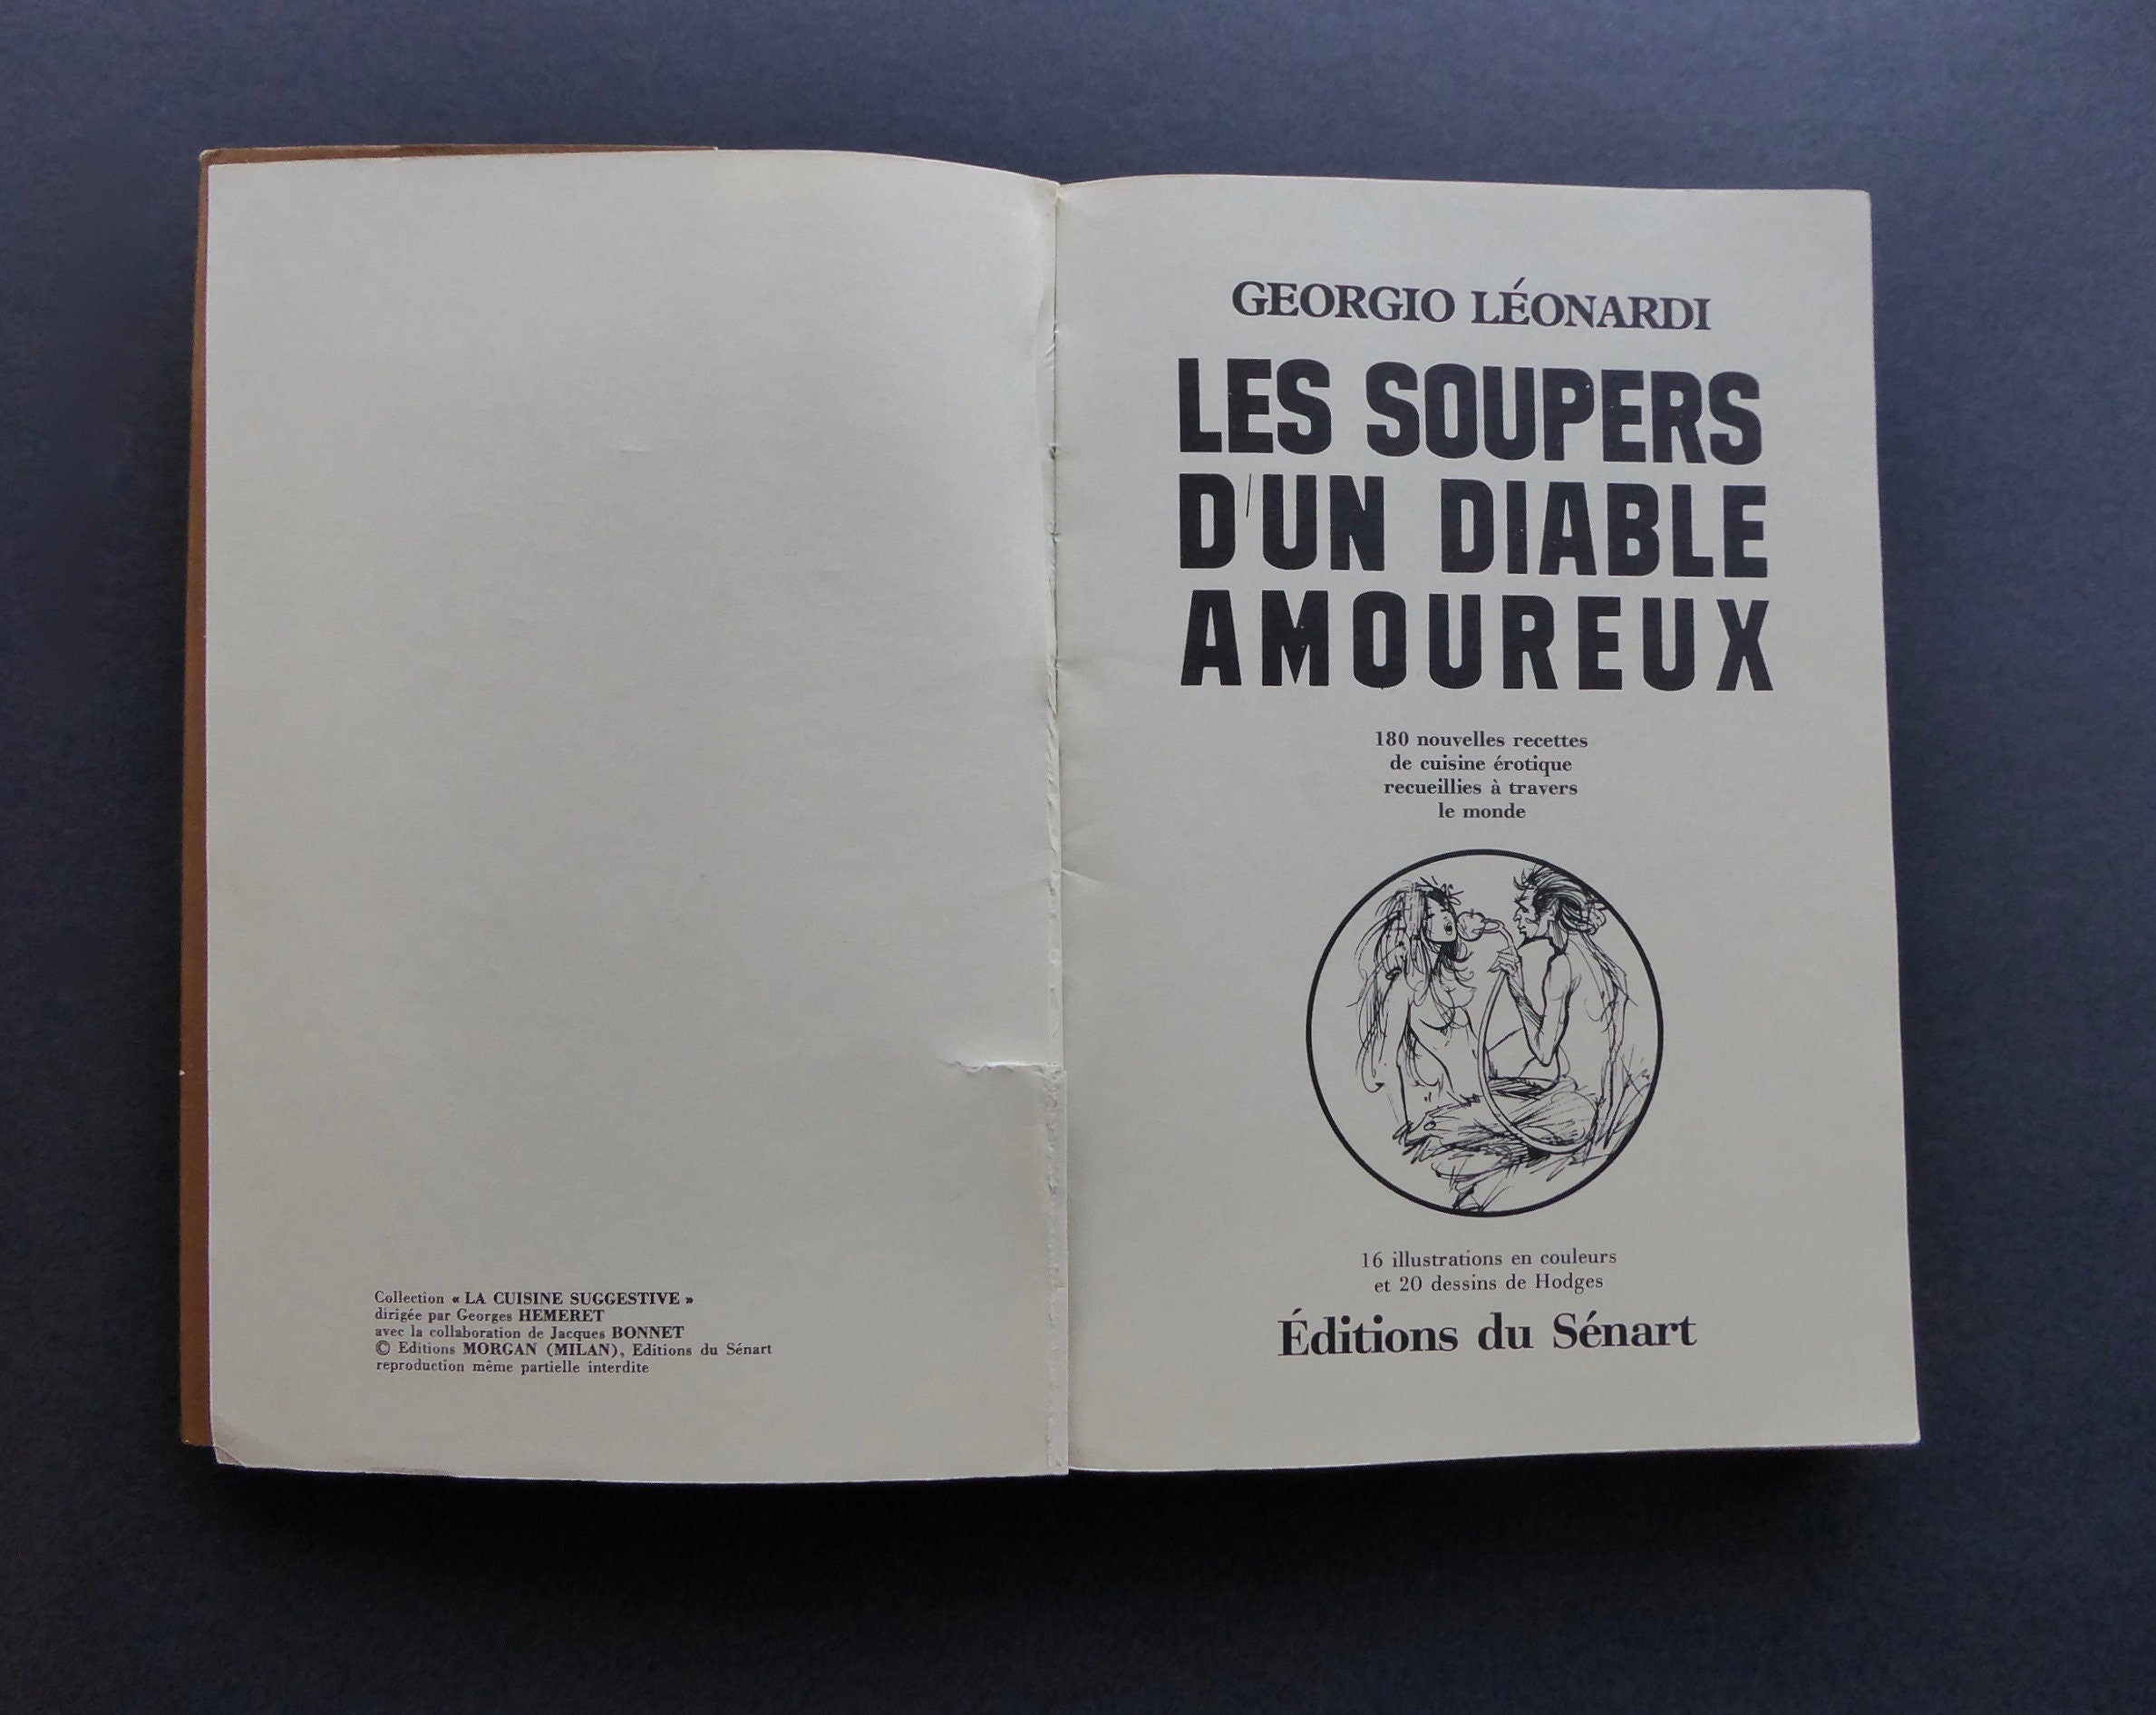 Collection « LA CUISINE SUGGESTIVE »
dirigée par Georges HEMERET
avec la collaboration de Jacques BONNET
© Editions MORGAN (MILAN), Editions du Sénart
reproduction même partielle interdite
GEORGIO LÉONARDI
LES SOUPERS
D'UN DIABLE
AMOUREUX
180 nouvelles recettes
de cuisine érotique
recueillies à travers
le monde
16 illustrations en couleurs
et 20 dessins de Hodges
Éditions du Sénart